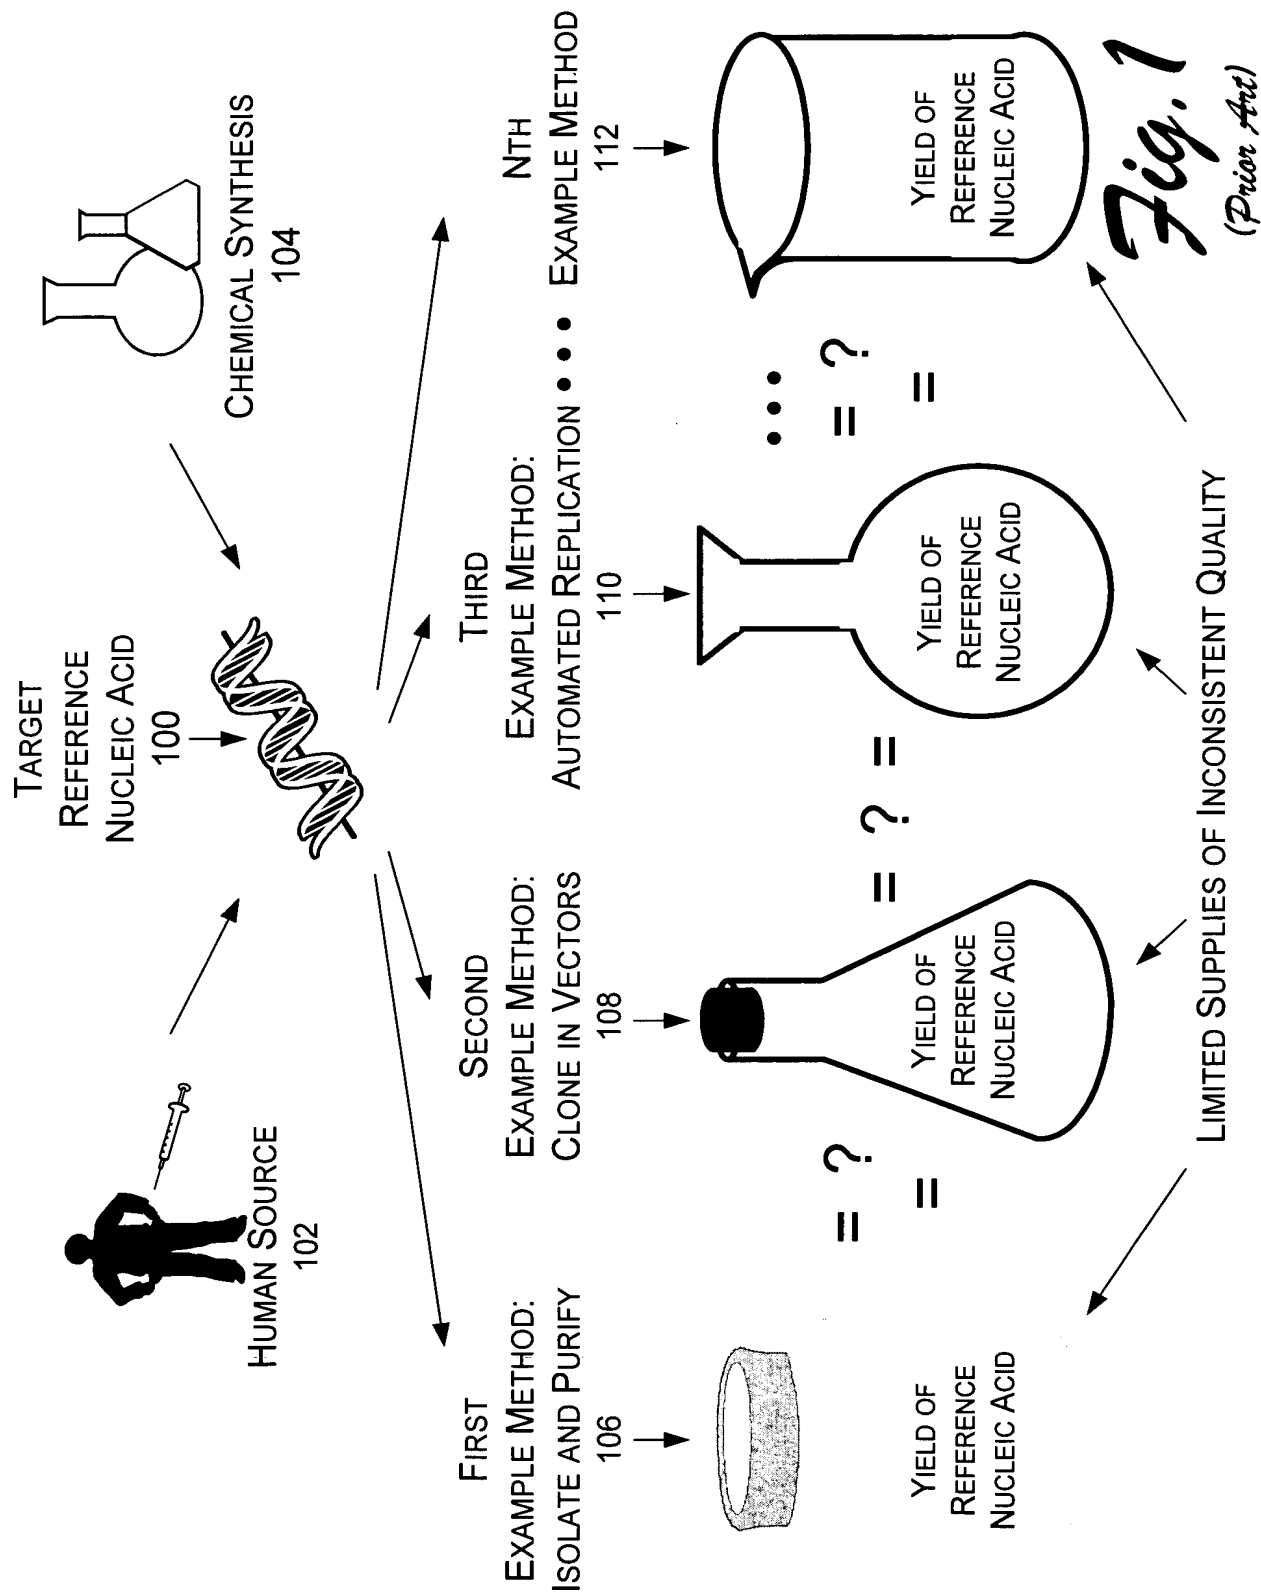 TARGET
REFERENCE
NUCLEIC ACID
100
HUMAN SOURCE
102
CHEMICAL SYNTHESIS
104
FIRST
EXAMPLE METHOD:
ISOLATE AND PURIFY
106
SECOND
EXAMPLE METHOD:
CLONE IN VECTORS
108
THIRD
EXAMPLE METHOD:
AUTOMATED REPLICATION
110
• • •
NTH
EXAMPLE METHOD
112
= ? =
= ? =
• • •
= ? =
YIELD OF
REFERENCE
NUCLEIC ACID
YIELD OF
REFERENCE
NUCLEIC ACID
YIELD OF
REFERENCE
NUCLEIC ACID
YIELD OF
REFERENCE
NUCLEIC ACID
LIMITED SUPPLIES OF INCONSISTENT QUALITY
Fig. 1
(Prior Art)